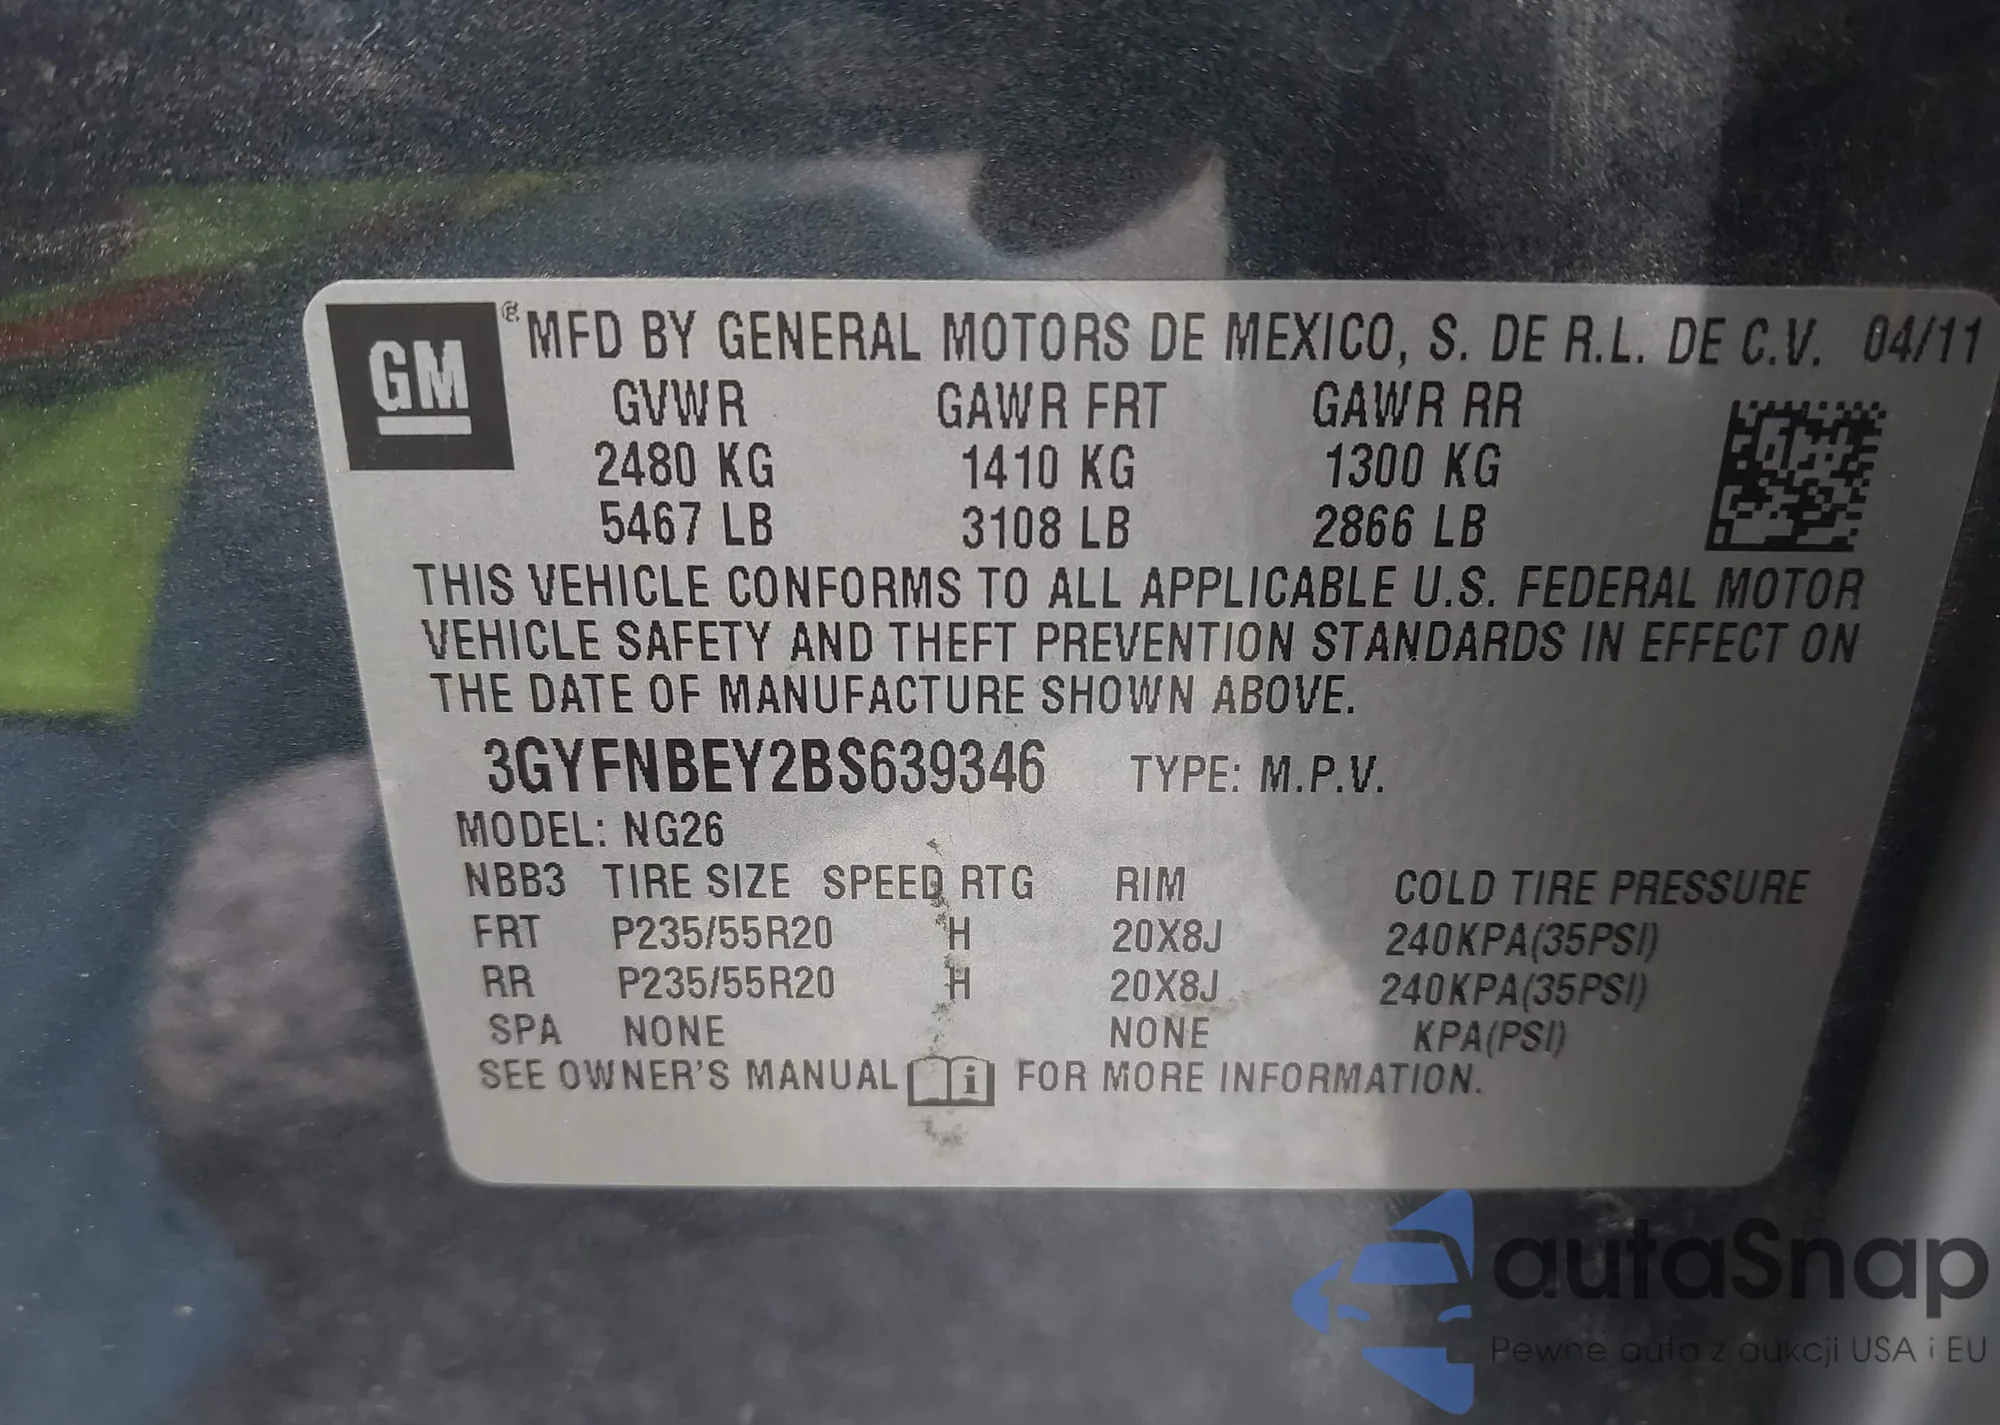 GM ® MFD BY GENERAL MOTORS DE MEXICO, S. DE R.L. DE C.V. 04/11
GVWR GAWR FRT GAWR RR
2480 KG 1410 KG 1300 KG
5467 LB 3108 LB 2866 LB
THIS VEHICLE CONFORMS TO ALL APPLICABLE U.S. FEDERAL MOTOR
VEHICLE SAFETY AND THEFT PREVENTION STANDARDS IN EFFECT ON
THE DATE OF MANUFACTURE SHOWN ABOVE.
3GYFNBEY2BS639346 TYPE: M.P.V.
MODEL: NG26
NBB3 TIRE SIZE SPEED RTG RIM COLD TIRE PRESSURE
FRT P235/55R20 H 20X8J 240KPA(35PSI)
RR P235/55R20 H 20X8J 240KPA(35PSI)
SPA NONE NONE KPA(PSI)
SEE OWNER'S MANUAL i FOR MORE INFORMATION.
autaSnap
Pewne auta z aukcji USA i EU